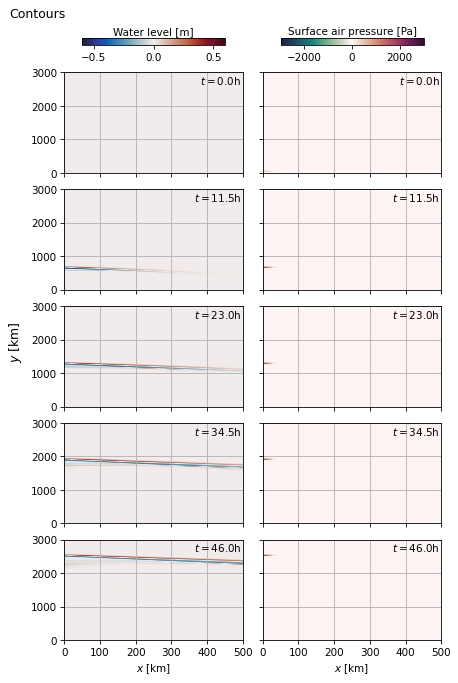 Contours
Water level [m]
Surface air pressure [Pa]
−0.5 0.0 0.5
−2000 0 2000
3000
2000
1000
0
t = 0.0h
t = 0.0h
3000
2000
1000
0
t = 11.5h
t = 11.5h
3000
2000
1000
0
t = 23.0h
t = 23.0h
y [km]
3000
2000
1000
0
t = 34.5h
t = 34.5h
3000
2000
1000
0
t = 46.0h
t = 46.0h
0 100 200 300 400 500
0 100 200 300 400 500
x [km]
x [km]